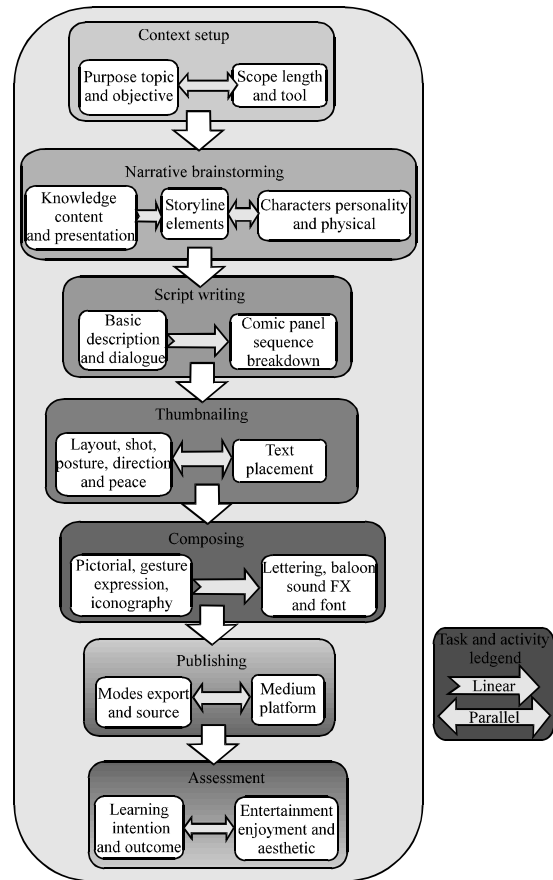 Context setup
Purpose topic
and objective
Scope length
and tool
Narrative brainstorming
Knowledge
content
and presentation
Storyline
elements
Characters personality
and physical
Script writing
Basic
description
and dialogue
Comic panel
sequence
breakdown
Thumbnailing
Layout, shot,
posture, direction
and peace
Text
placement
Composing
Pictorial, gesture
expression,
iconography
Lettering, baloon
sound FX
and font
Publishing
Modes export
and source
Medium
platform
Assessment
Learning
intention
and outcome
Entertainment
enjoyment and
aesthetic
Task and activity
ledgend
Linear
Parallel